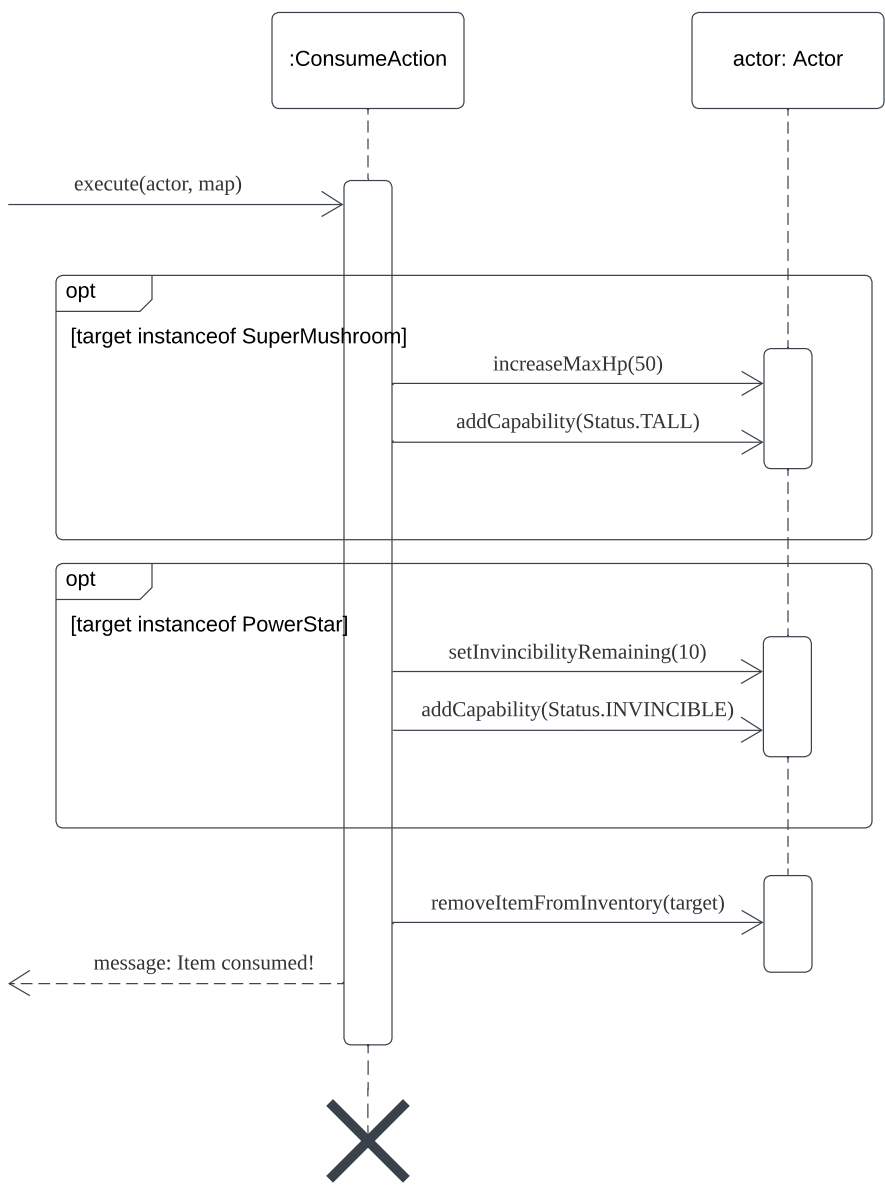 :ConsumeAction
actor: Actor
execute(actor, map)
opt
[target instanceof SuperMushroom]
increaseMaxHp(50)
addCapability(Status.TALL)
opt
[target instanceof PowerStar]
setInvincibilityRemaining(10)
addCapability(Status.INVINCIBLE)
removeItemFromInventory(target)
message: Item consumed!